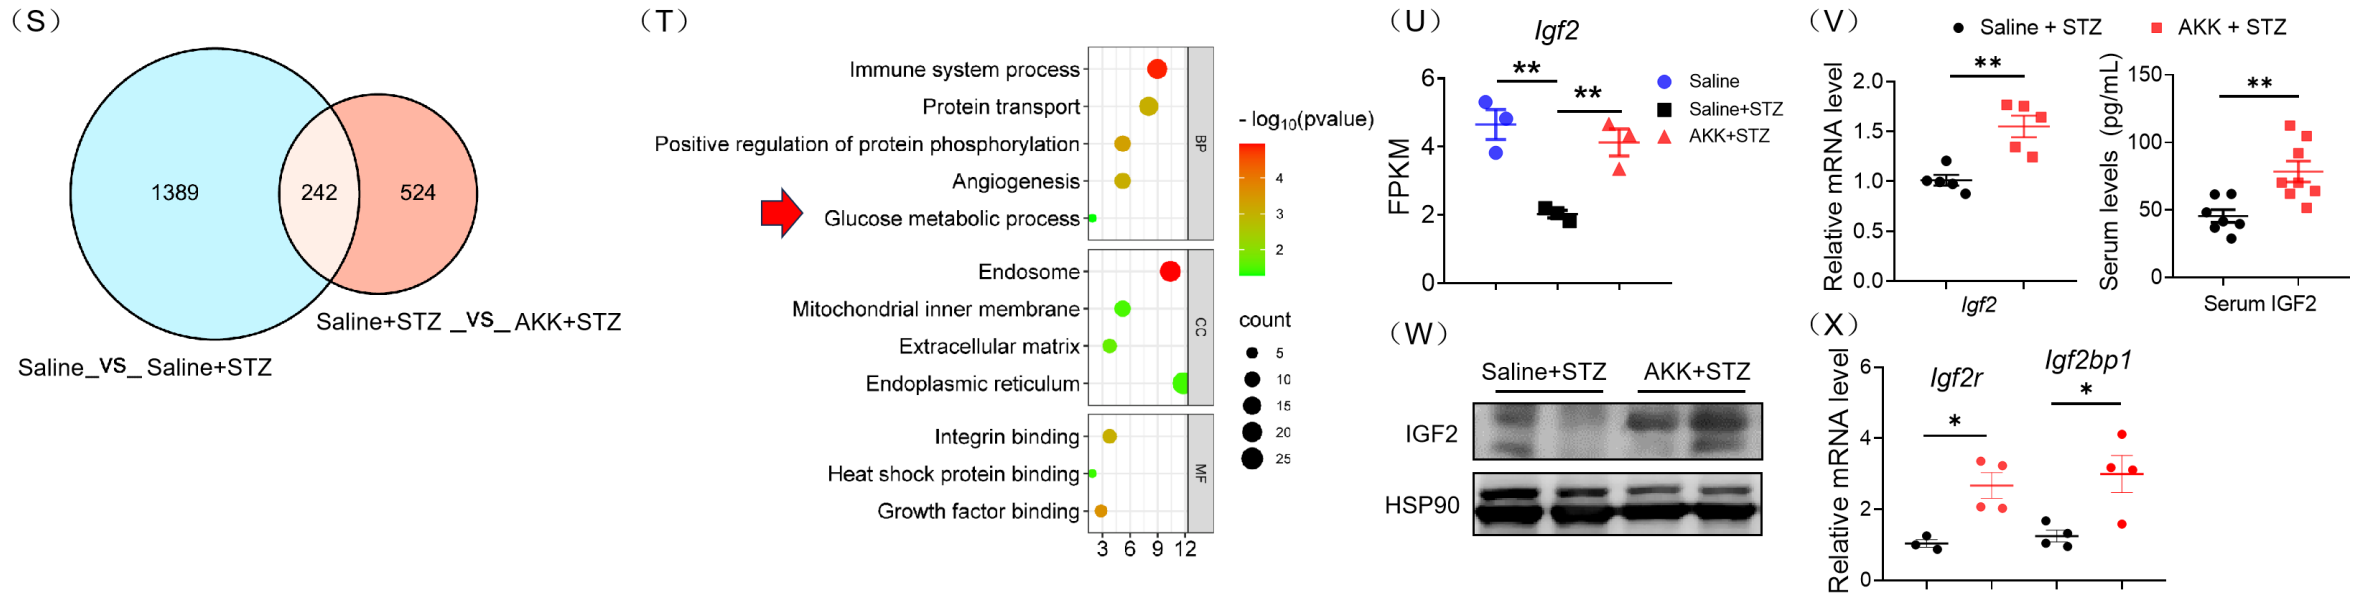 (S)
1389
242
524
Saline+STZ _VS_ AKK+STZ
Saline_VS_ Saline+STZ
(T)
Immune system process
Protein transport
Positive regulation of protein phosphorylation
Angiogenesis
Glucose metabolic process
BP
Endosome
Mitochondrial inner membrane
Extracellular matrix
Endoplasmic reticulum
CC
Integrin binding
Heat shock protein binding
Growth factor binding
MF
3 6 9 12
- log10(pvalue)
4
3
2
count
5
10
15
20
25
(U)
Igf2
FPKM
6
4
2
0
**
**
Saline
Saline+STZ
AKK+STZ
(V)
Saline + STZ
AKK + STZ
Relative mRNA level
2.0
1.5
1.0
0.5
0.0
**
Igf2
Serum levels (pg/mL)
150
100
50
0
**
Serum IGF2
(W)
Saline+STZ AKK+STZ
IGF2
HSP90
(X)
Relative mRNA level
6
4
2
0
Igf2r
*
Igf2bp1
*